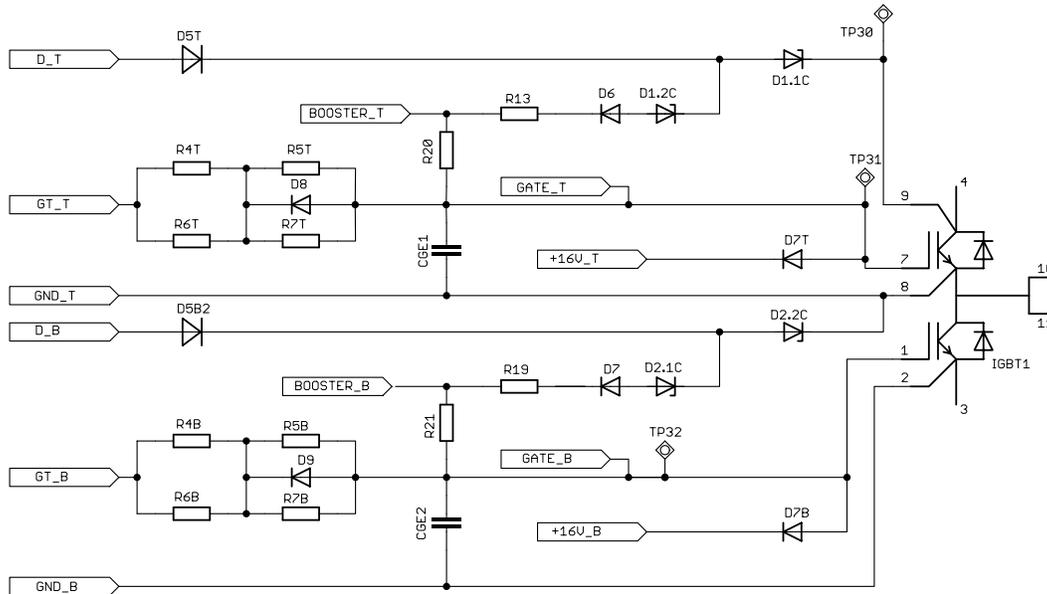 TP30
D5T
D_T
D1.1C
R13
D6
D1.2C
BOOSTER_T
R20
R4T
R5T
TP31
GATE_T
D8
4
9
GT_T
R6T
R7T
D7T
CGE1
+16V_T
7
10
8
GND_T
D5B2
D2.2C
D_B
11
1
IGBT1
R19
D7
D2.1C
2
BOOSTER_B
R21
3
R4B
R5B
TP32
GATE_B
D9
GT_B
R6B
R7B
CGE2
D7B
+16V_B
GND_B